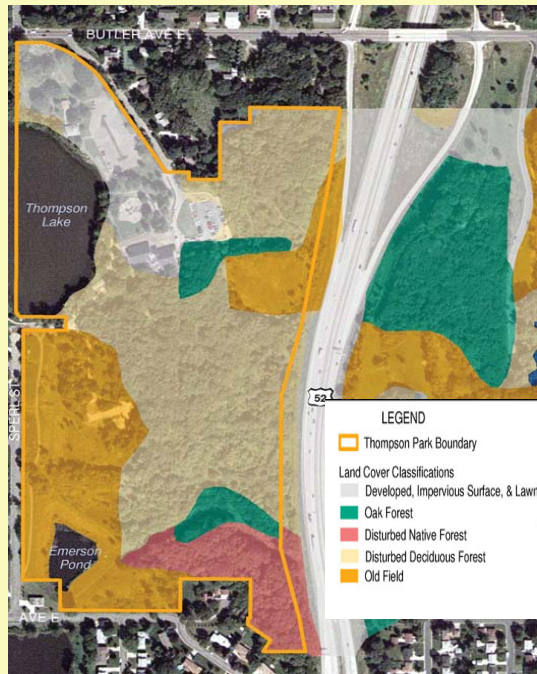 BUTLER AVE E
Thompson
Lake
SPERL ST
52
Emerson
Pond
AVE E
LEGEND
Thompson Park Boundary
Land Cover Classifications
Developed, Impervious Surface, & Lawn
Oak Forest
Disturbed Native Forest
Disturbed Deciduous Forest
Old Field